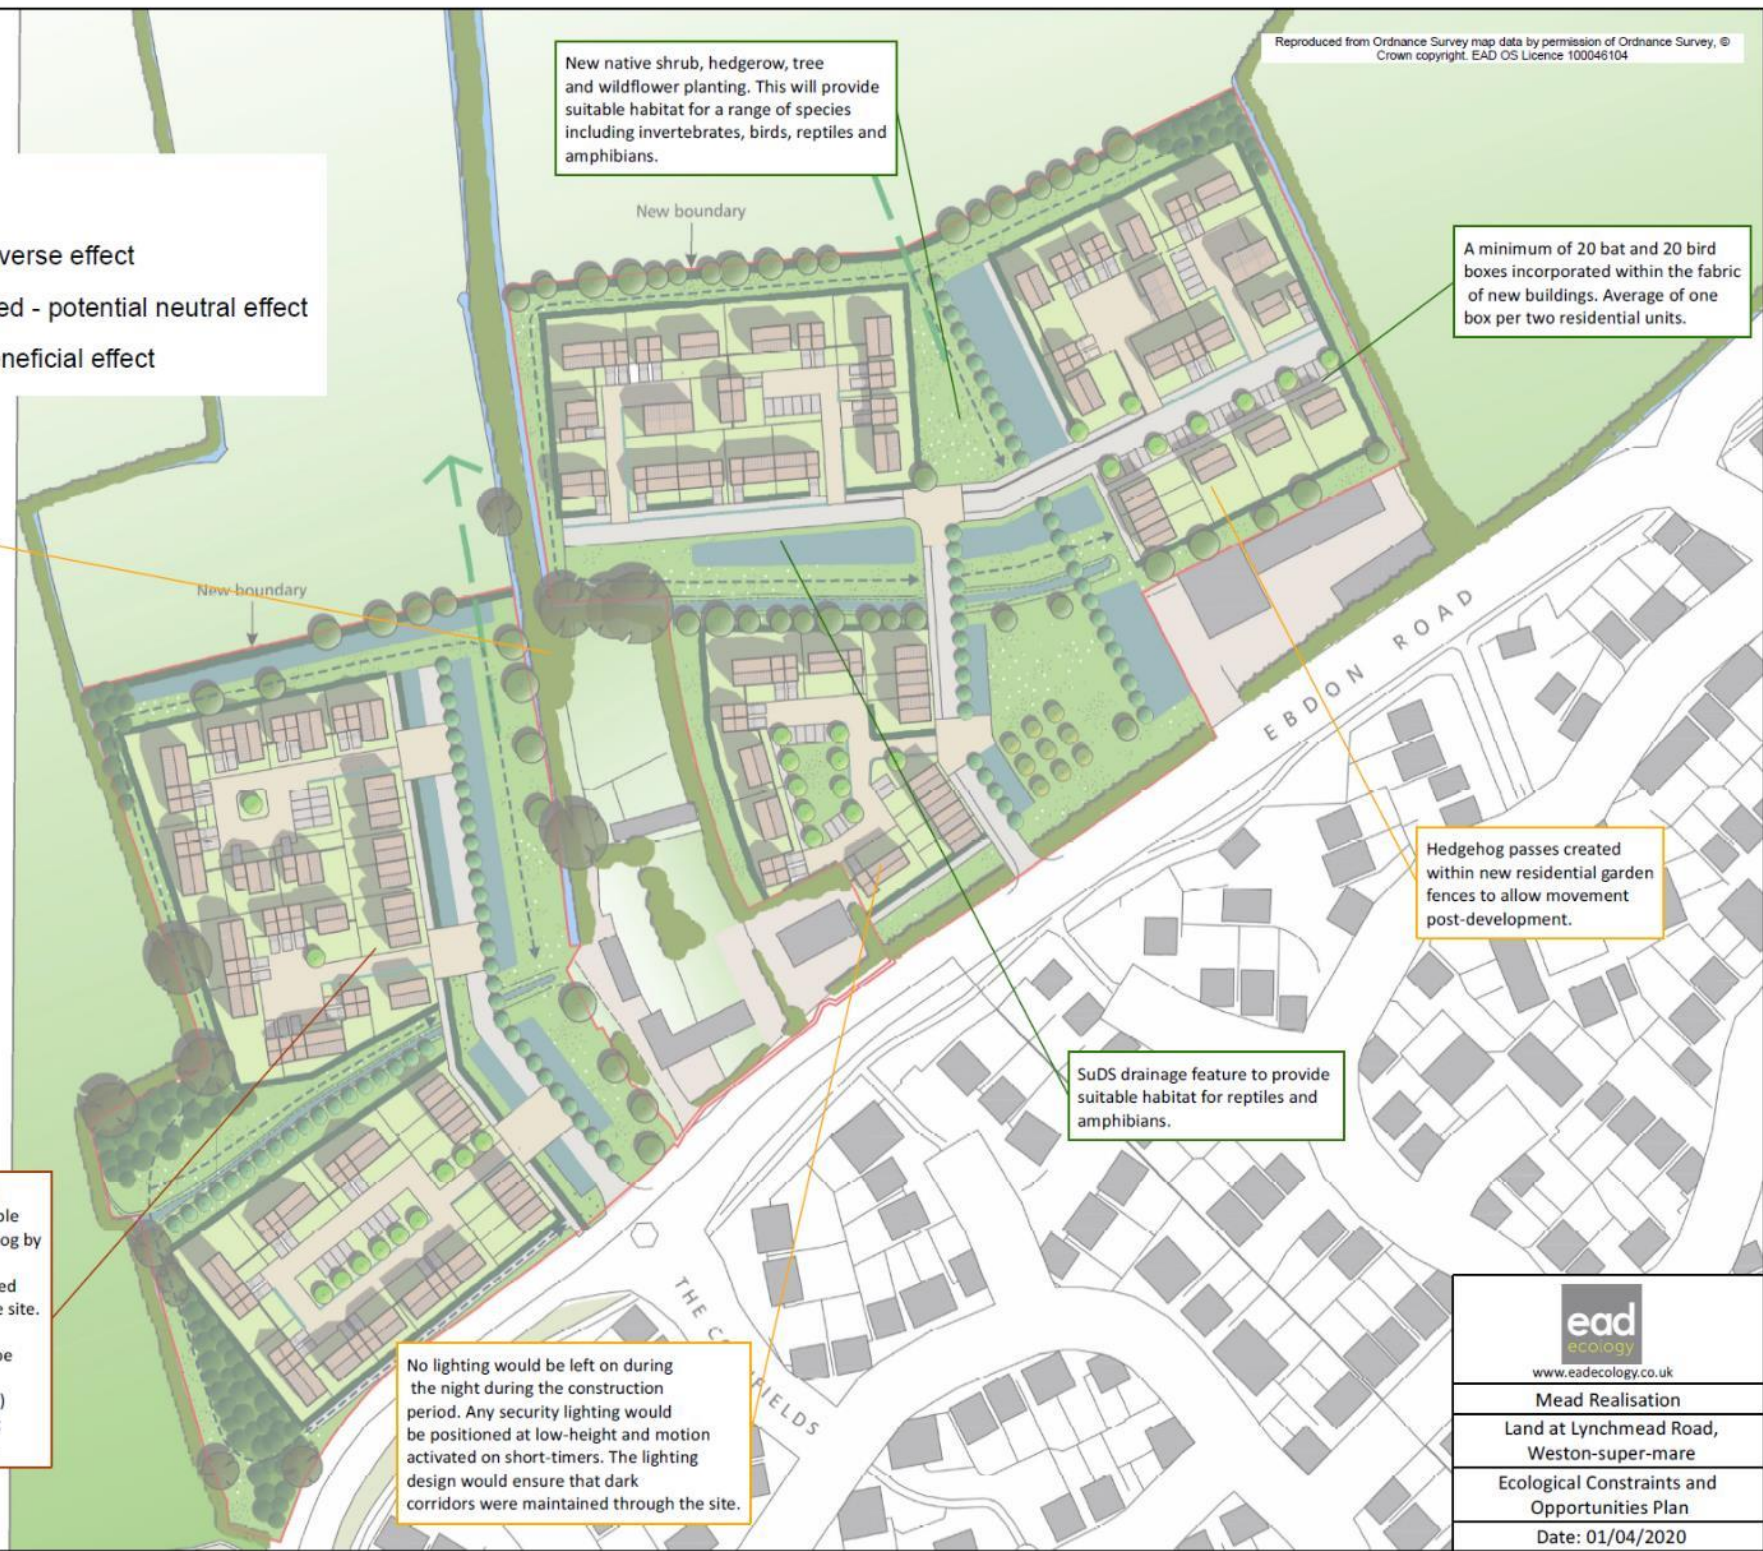 Reproduced from Ordnance Survey map data by permission of Ordnance Survey, ©
Crown copyright. EAD OS Licence 100046104
New native shrub, hedgerow, tree
and wildflower planting. This will provide
suitable habitat for a range of species
including invertebrates, birds, reptiles and
amphibians.
verse effect
ed - potential neutral effect
neficial effect
New boundary
A minimum of 20 bat and 20 bird
boxes incorporated within the fabric
of new buildings. Average of one
box per two residential units.
New boundary
EBDON ROAD
Hedgehog passes created
within new residential garden
fences to allow movement
post-development.
SuDS drainage feature to provide
suitable habitat for reptiles and
amphibians.
ble
og by
ed
e site.
be
)
No lighting would be left on during
the night during the construction
period. Any security lighting would
be positioned at low-height and motion
activated on short-timers. The lighting
design would ensure that dark
corridors were maintained through the site.
THE C FIELDS
ead
ecology
www.eadecology.co.uk
Mead Realisation
Land at Lynchmead Road,
Weston-super-mare
Ecological Constraints and
Opportunities Plan
Date: 01/04/2020